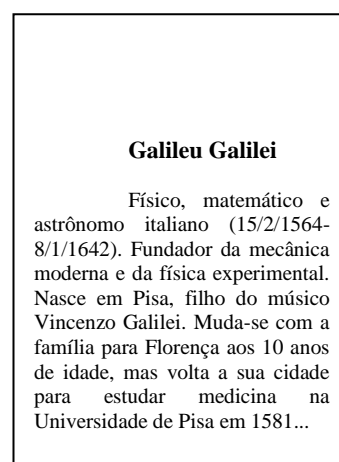 Galileu Galilei
Físico, matemático e
astrônomo italiano (15/2/1564-
8/1/1642). Fundador da mecânica
moderna e da física experimental.
Nasce em Pisa, filho do músico
Vincenzo Galilei. Muda-se com a
família para Florença aos 10 anos
de idade, mas volta a sua cidade
para estudar medicina na
Universidade de Pisa em 1581...